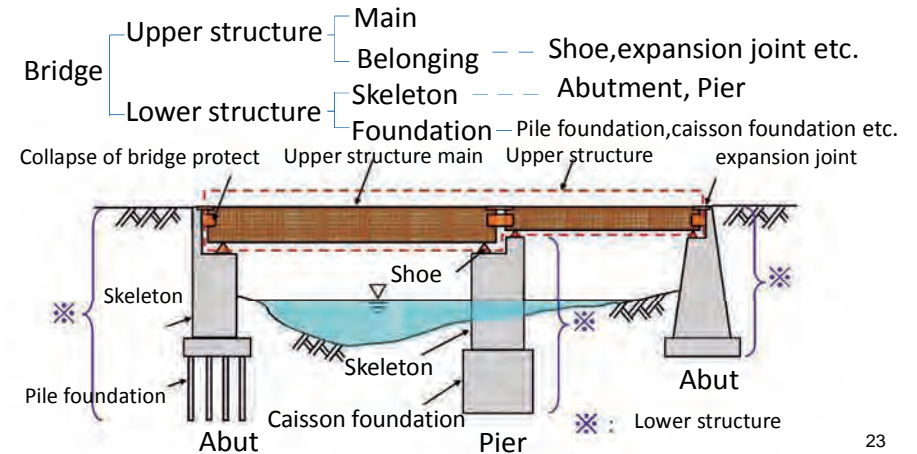 Main
Upper structure
Belonging
Shoe,expansion joint etc.
Bridge
Skeleton
Abutment, Pier
Lower structure
Foundation
Pile foundation,caisson foundation etc.
Collapse of bridge protect
Upper structure main
Upper structure
expansion joint
Shoe
Skeleton
※
※
※
Skeleton
Pile foundation
Caisson foundation
Abut
※ : Lower structure
Abut
Pier
23